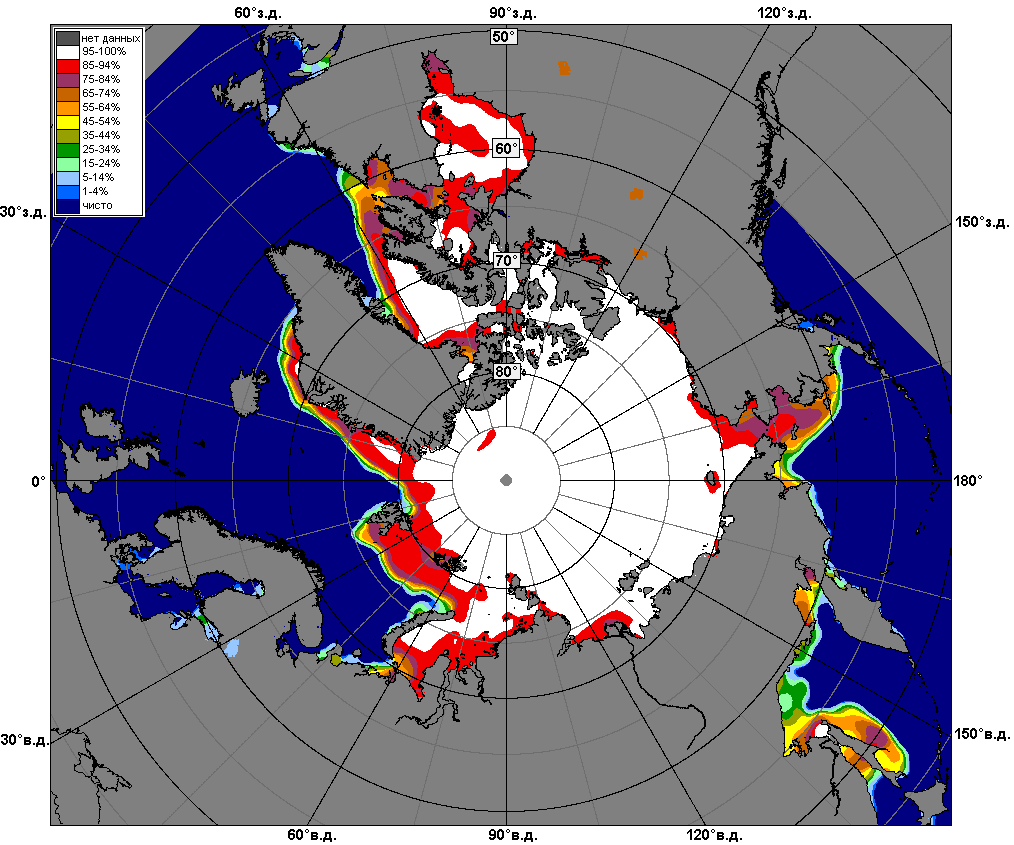 60°з.д.
90°з.д.
120°з.д.
50°
нет данных
95-100%
85-94%
75-84%
65-74%
55-64%
45-54%
35-44%
25-34%
15-24%
5-14%
1-4%
чисто
60°
30°з.д.
150°з.д.
70°
80°
0°
180°
30°в.д.
150°в.д.
60°в.д.
90°в.д.
120°в.д.